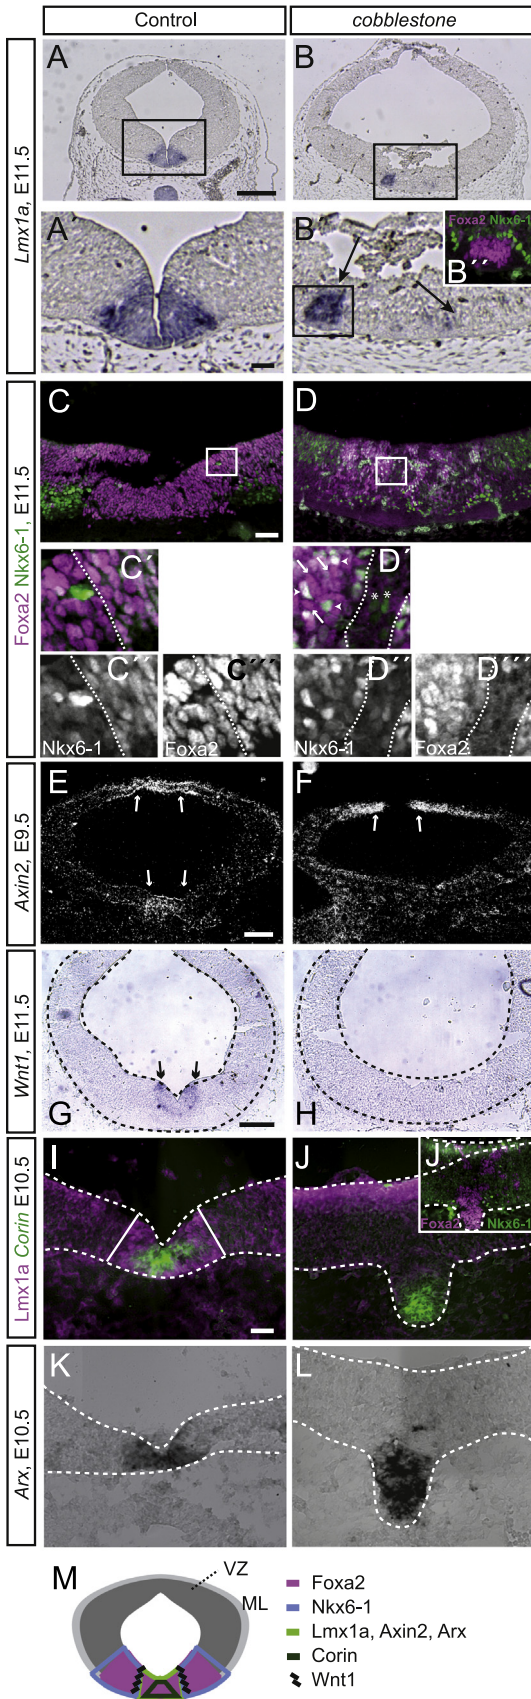 Control
cobblestone
Lmx1a, E11.5
A
B
A´
B´
Foxa2 Nkx6-1
B´´
Foxa2 Nkx6-1, E11.5
C
D
C´
D´
C´´
Nkx6-1
C´´´
Foxa2
D´´
Nkx6-1
D´´´
Foxa2
* *
Axin2, E9.5
E
F
Wnt1, E11.5
G
H
Lmx1a Corin E10.5
I
J
J´
Foxa2 Nkx6-1
Arx, E10.5
K
L
M
VZ
ML
Foxa2
Nkx6-1
Lmx1a, Axin2, Arx
Corin
Wnt1